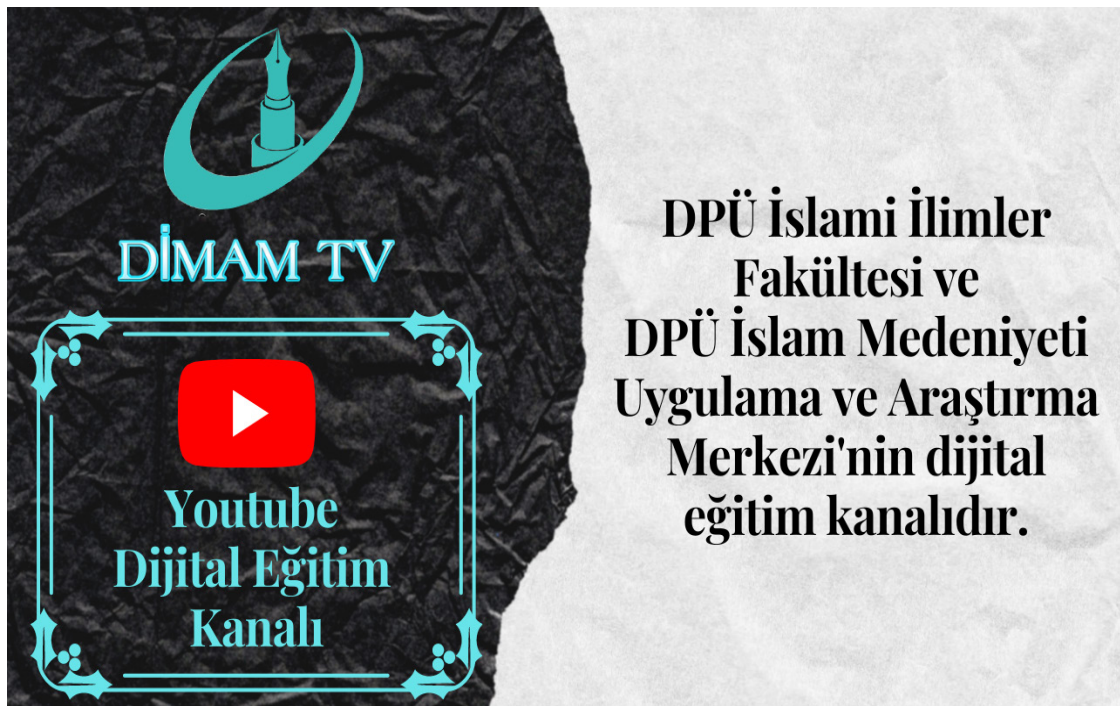 DİMAM TV
Youtube
Dijital Eğitim
Kanalı
DPÜ İslami İlimler
Fakültesi ve
DPÜ İslam Medeniyeti
Uygulama ve Araştırma
Merkezi'nin dijital
eğitim kanalıdır.